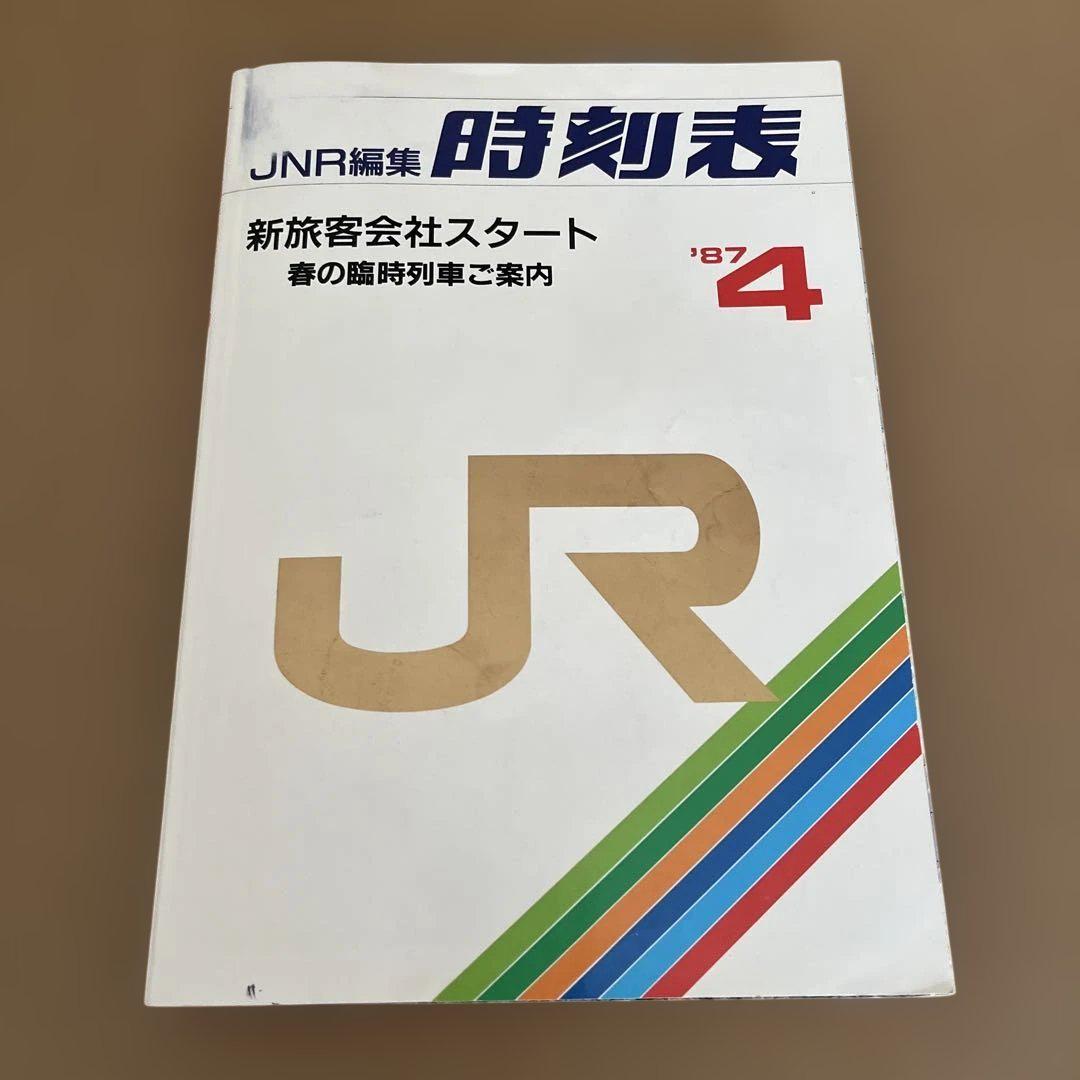 JNR編集 時刻表
新旅客会社スタート
春の臨時列車ご案内
'87 4
JR